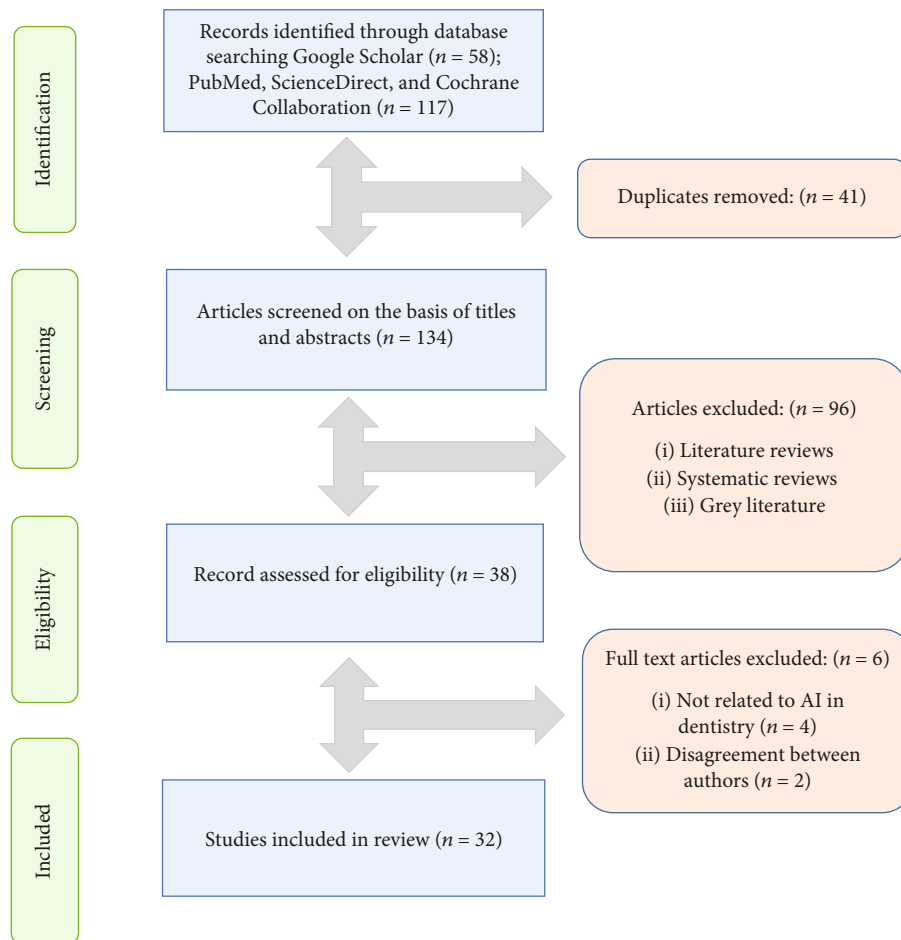 Identification
Records identified through database
searching Google Scholar (n = 58);
PubMed, ScienceDirect, and Cochrane
Collaboration
(n = 117)
Duplicates removed: (n = 41)
Screening
Articles screened on the basis of titles
and abstracts (n = 134)
Articles excluded: (n = 96)
(i) Literature reviews
(ii) Systematic reviews
(iii) Grey literature
Eligibility
Record assessed for eligibility (n = 38)
Full text articles excluded: (n = 6)
(i) Not related to AI in
dentistry (n = 4)
(ii) Disagreement between
authors (n = 2)
Included
Studies included in review (n = 32)